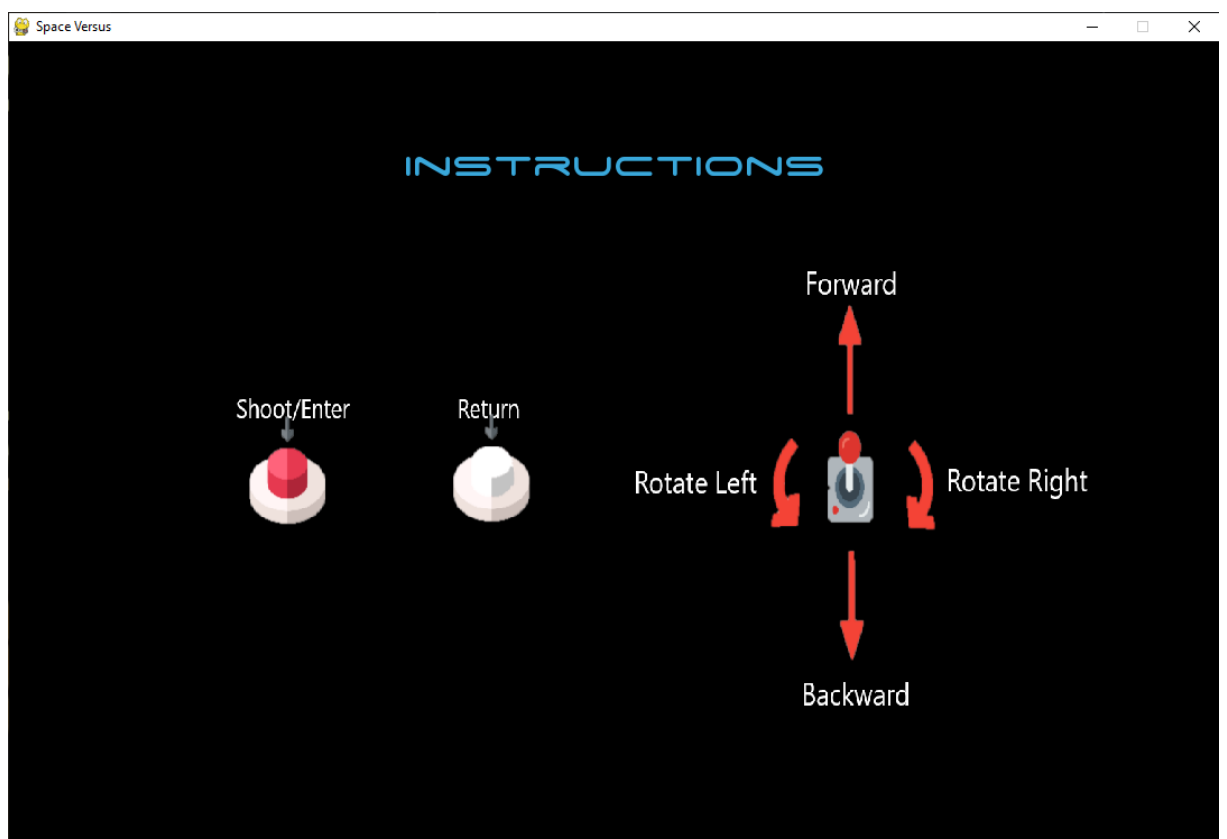 Space Versus
INSTRUCTIONS
Forward
Shoot/Enter
Return
Rotate Left
Rotate Right
Backward